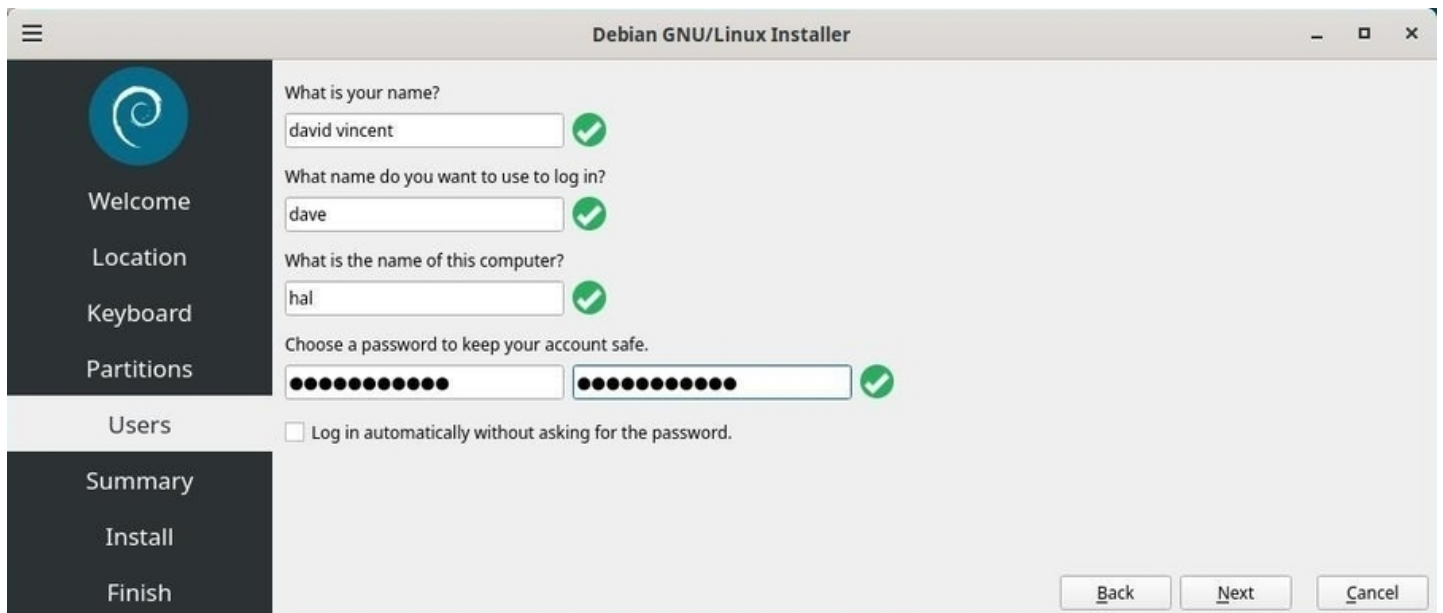 Debian GNU/Linux Installer
Welcome
Location
Keyboard
Partitions
Users
Summary
Install
Finish
What is your name?
david vincent
What name do you want to use to log in?
dave
What is the name of this computer?
hal
Choose a password to keep your account safe.
●●●●●●●●●●● ●●●●●●●●●●●
Log in automatically without asking for the password.
Back Next Cancel